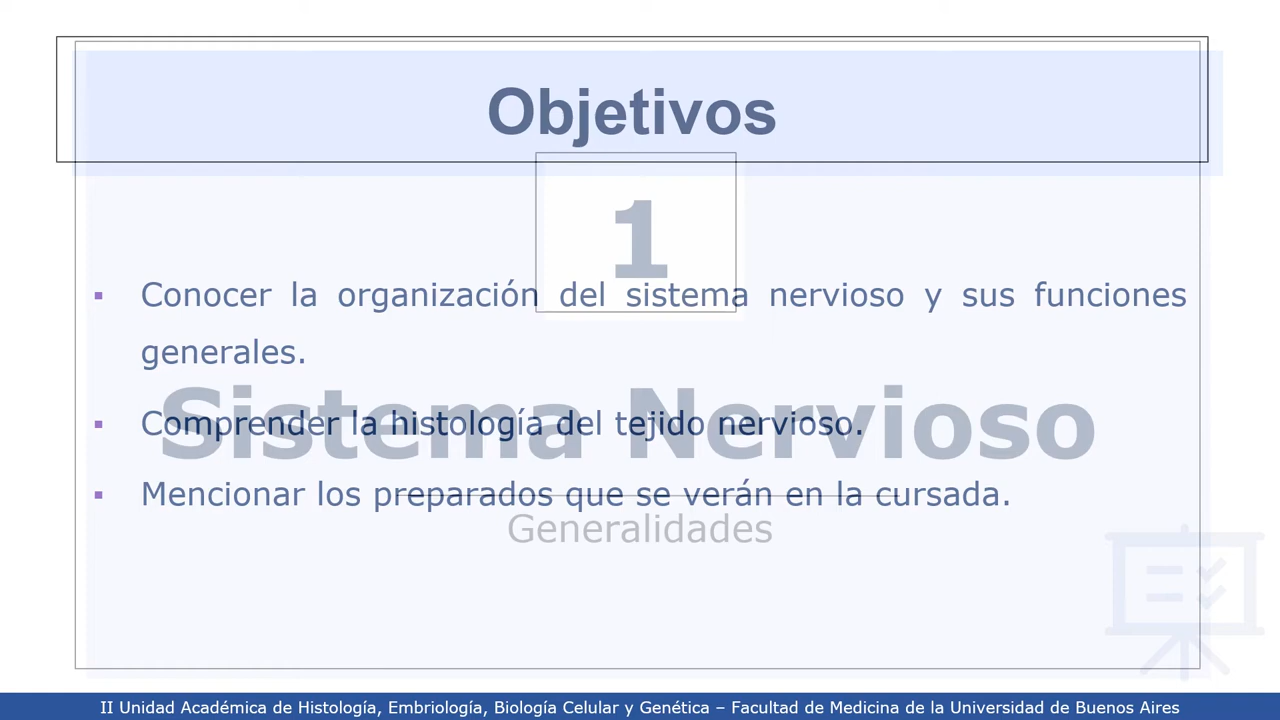 Objetivos
1
▪ Conocer la organización del sistema nervioso y sus funciones
generales.
Sistema Nervioso
▪ Comprender la histología del tejido nervioso.
▪ Mencionar los preparados que se verán en la cursada.
Generalidades
II Unidad Académica de Histología, Embriología, Biología Celular y Genética – Facultad de Medicina de la Universidad de Buenos Aires